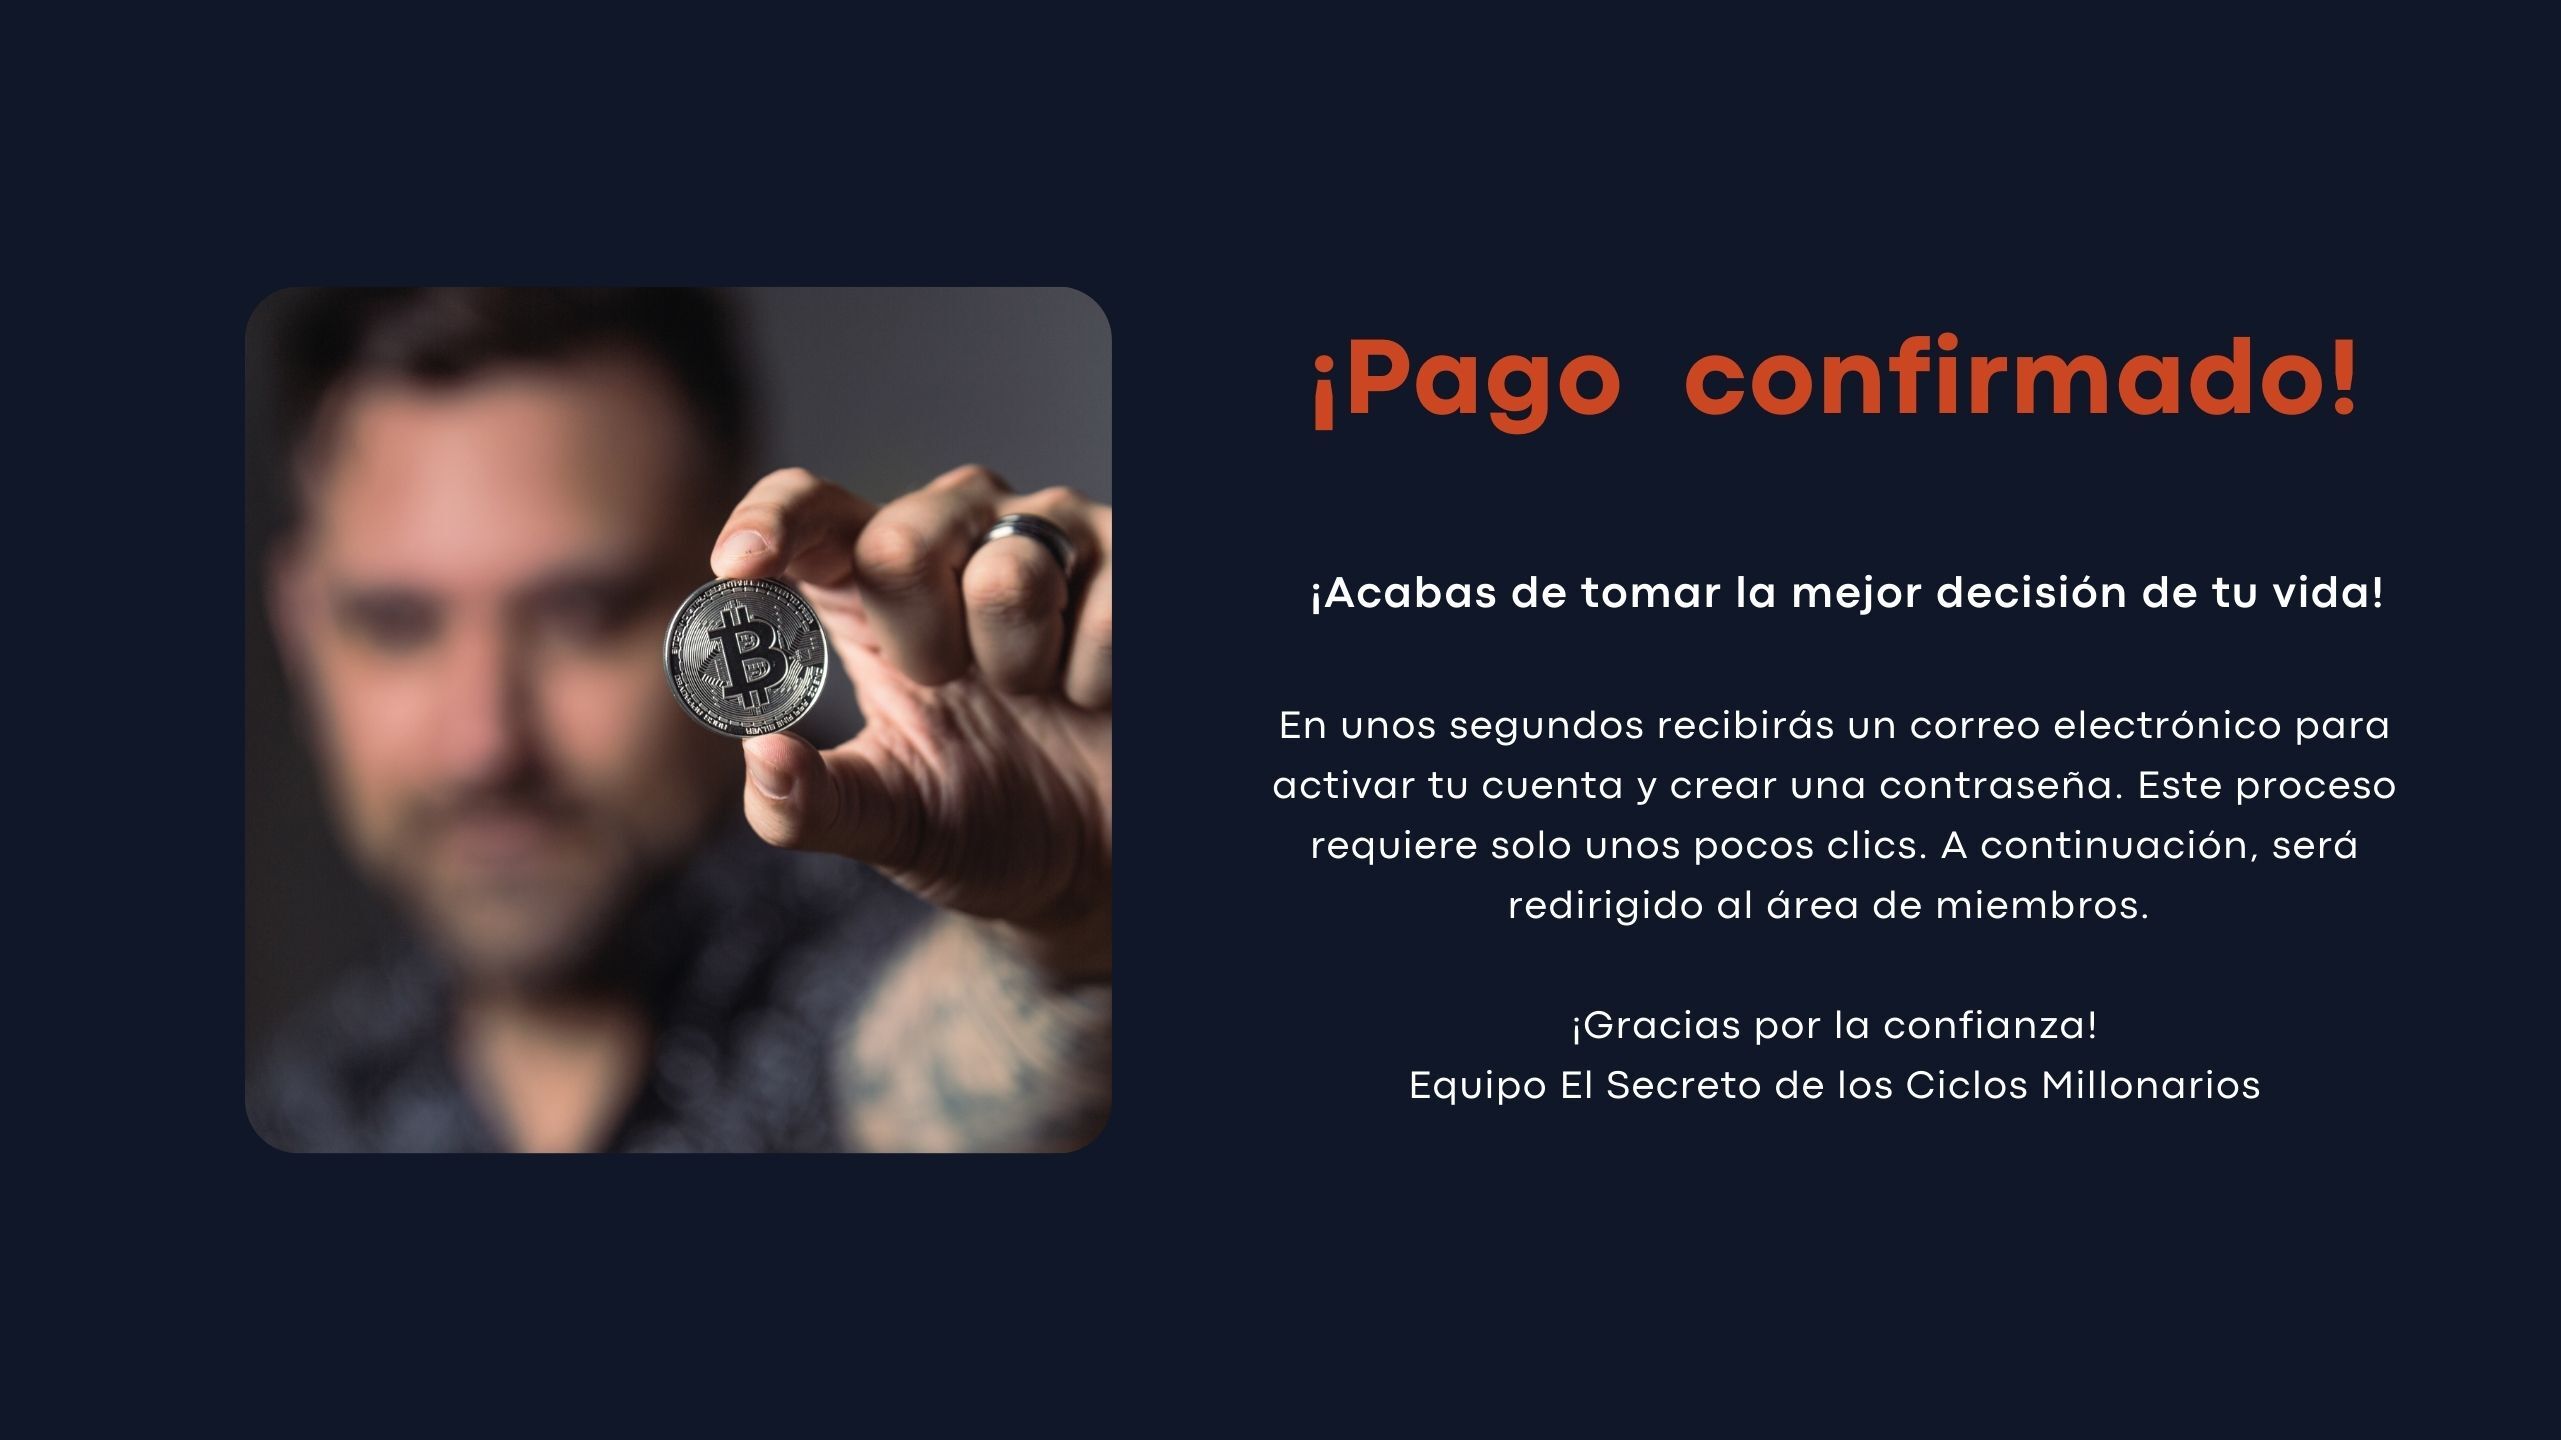 ¡Pago confirmado!
¡Acabas de tomar la mejor decisión de tu vida!
En unos segundos recibirás un correo electrónico para
activar tu cuenta y crear una contraseña. Este proceso
requiere solo unos pocos clics. A continuación, será
redirigido al área de miembros.
¡Gracias por la confianza!
Equipo El Secreto de los Ciclos Millonarios